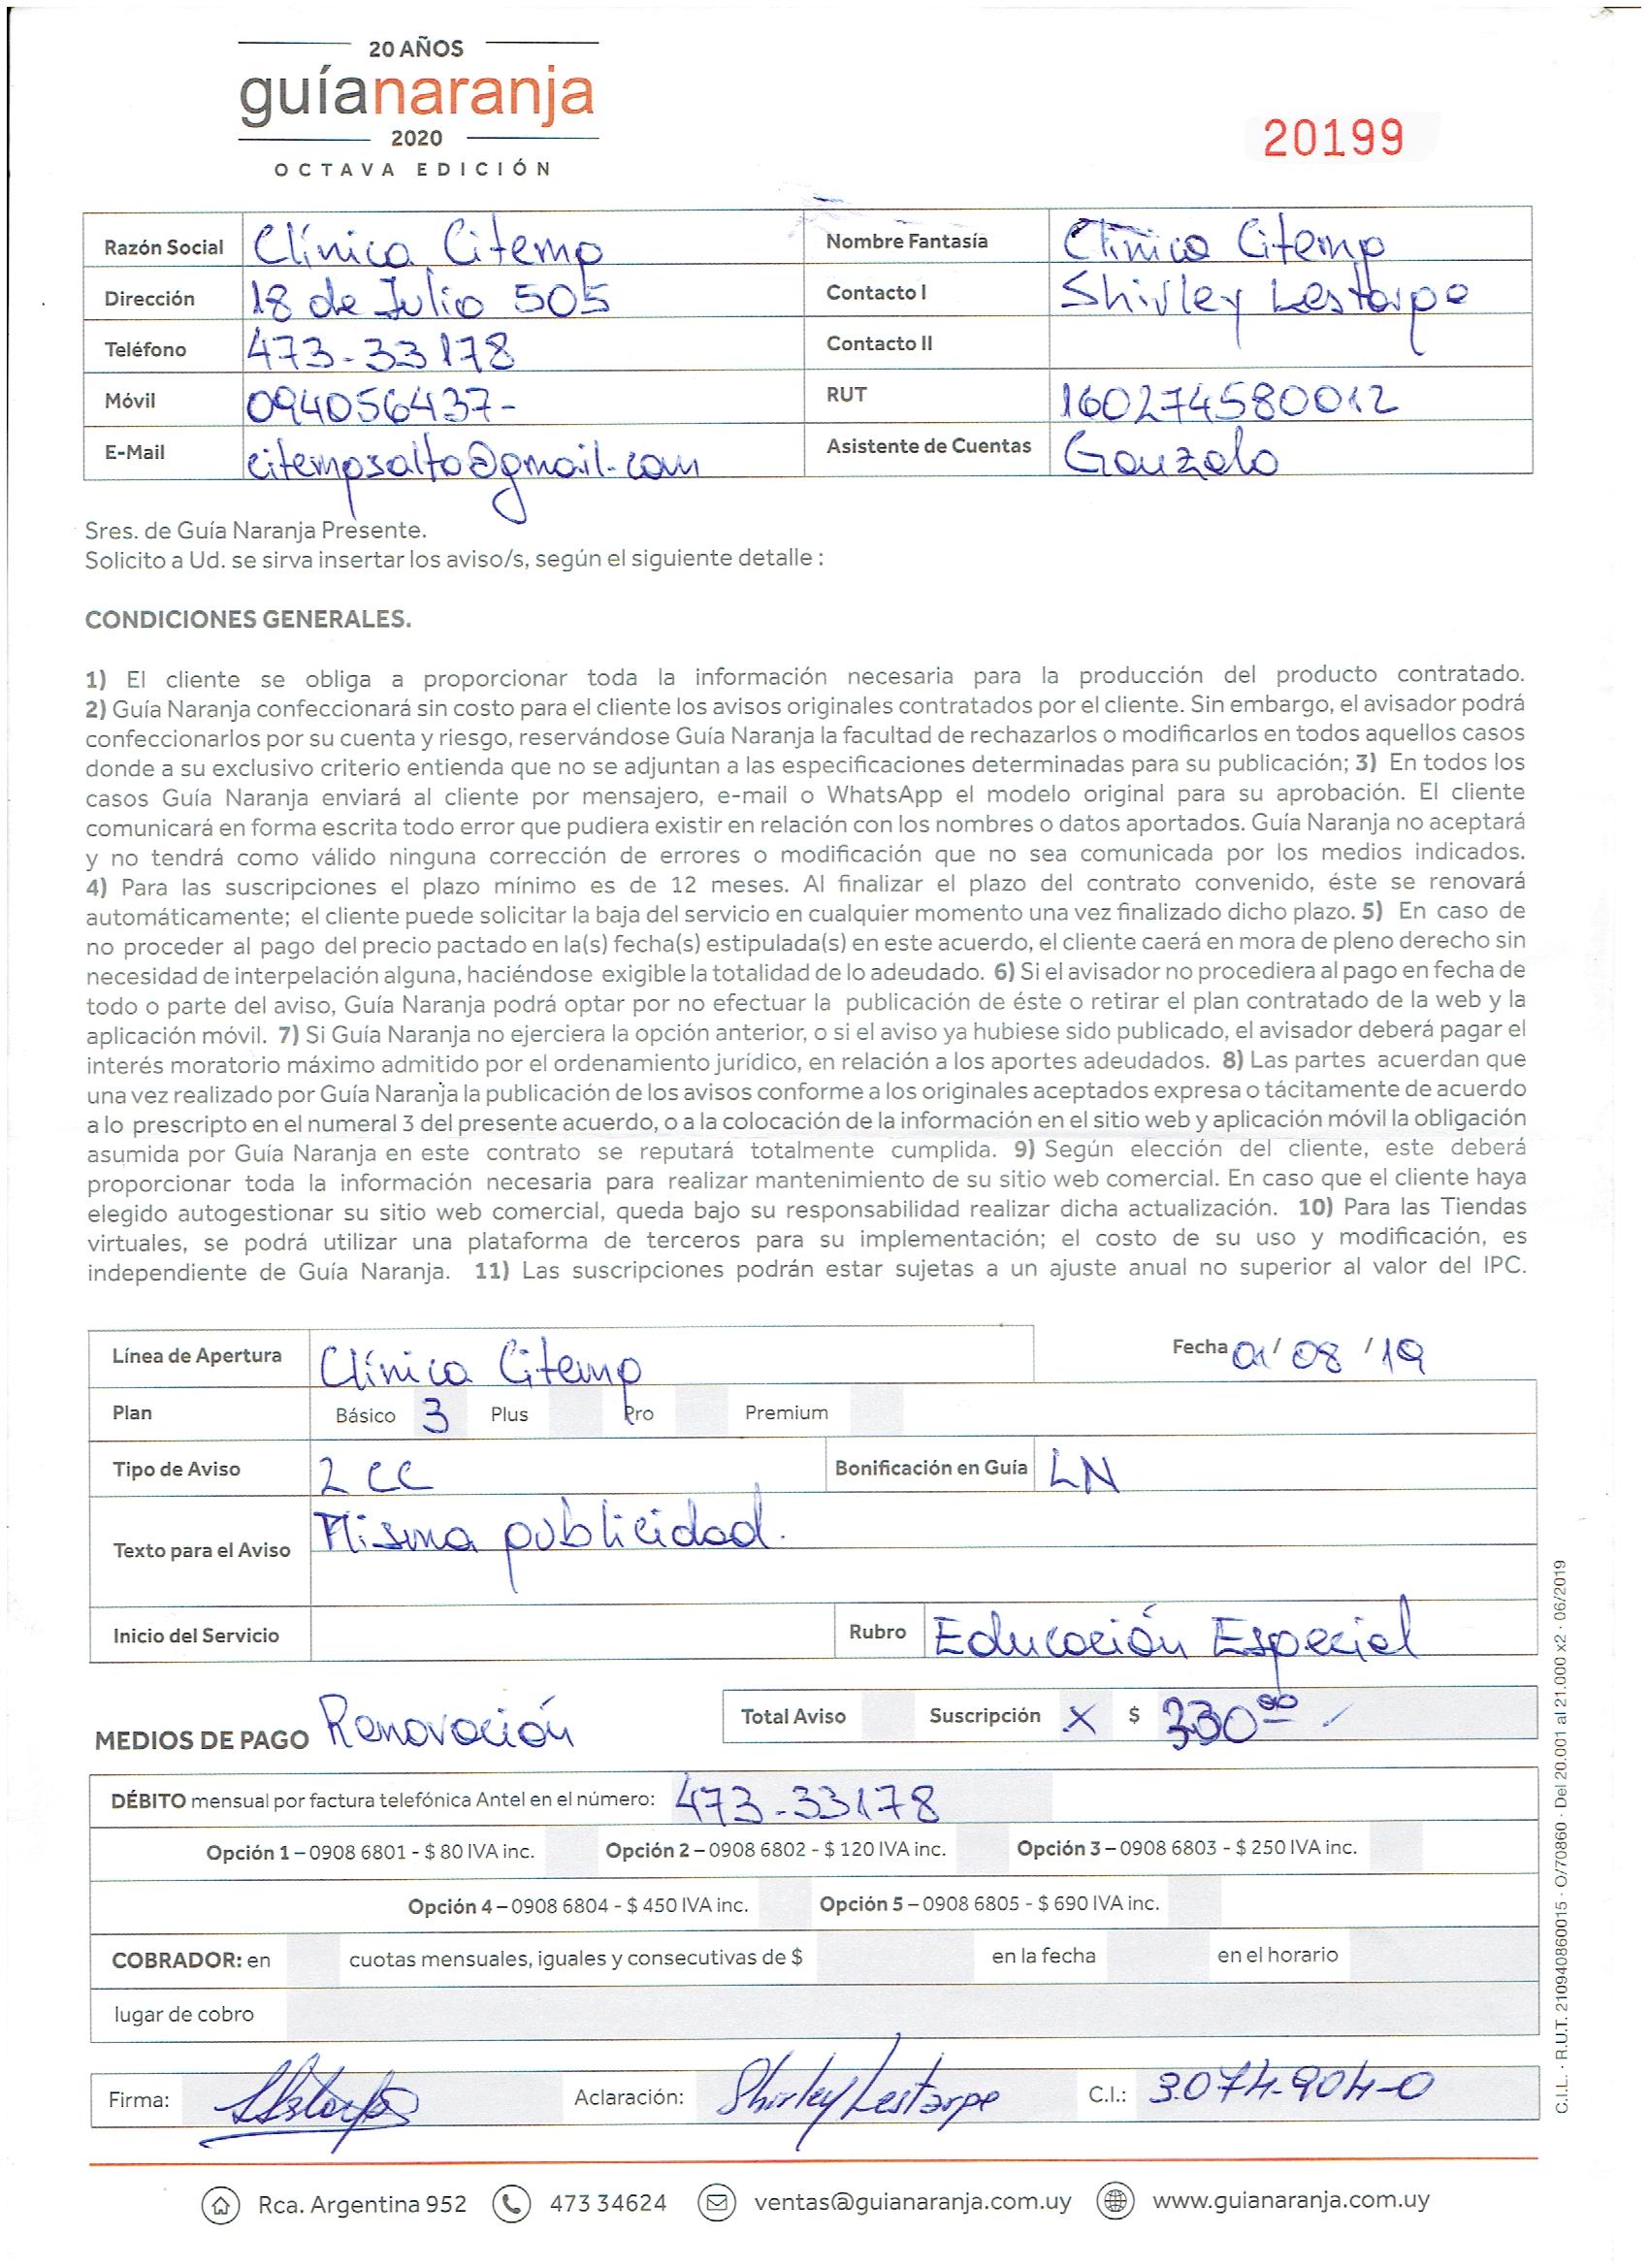 20 AÑOS
guíanaranja
2020
OCTAVA EDICIÓN
20199
Razón Social Clínica Citemp Nombre Fantasía Clínica Citemp
Dirección 18 de Julio 505 Contacto I Shirley Lestarpe
Teléfono 473-33178 Contacto II
Móvil 094056437- RUT 160274580012
E-Mail citempsalto@gmail.com Asistente de Cuentas Gonzalo
Sres. de Guía Naranja Presente.
Solicito a Ud. se sirva insertar los aviso/s, según el siguiente detalle :
CONDICIONES GENERALES.
1) El cliente se obliga a proporcionar toda la información necesaria para la producción del producto contratado.
2) Guía Naranja confeccionará sin costo para el cliente los avisos originales contratados por el cliente. Sin embargo, el avisador podrá
confeccionarlos por su cuenta y riesgo, reservándose Guía Naranja la facultad de rechazarlos o modificarlos en todos aquellos casos
donde a su exclusivo criterio entienda que no se adjuntan a las especificaciones determinadas para su publicación; 3) En todos los
casos Guía Naranja enviará al cliente por mensajero, e-mail o WhatsApp el modelo original para su aprobación. El cliente
comunicará en forma escrita todo error que pudiera existir en relación con los nombres o datos aportados. Guía Naranja no aceptará
y no tendrá como válido ninguna corrección de errores o modificación que no sea comunicada por los medios indicados.
4) Para las suscripciones el plazo mínimo es de 12 meses. Al finalizar el plazo del contrato convenido, éste se renovará
automáticamente; el cliente puede solicitar la baja del servicio en cualquier momento una vez finalizado dicho plazo. 5) En caso de
no proceder al pago del precio pactado en la(s) fecha(s) estipulada(s) en este acuerdo, el cliente caerá en mora de pleno derecho sin
necesidad de interpelación alguna, haciéndose exigible la totalidad de lo adeudado. 6) Si el avisador no procediera al pago en fecha de
todo o parte del aviso, Guía Naranja podrá optar por no efectuar la publicación de éste o retirar el plan contratado de la web y la
aplicación móvil. 7) Si Guía Naranja no ejerciera la opción anterior, o si el aviso ya hubiese sido publicado, el avisador deberá pagar el
interés moratorio máximo admitido por el ordenamiento jurídico, en relación a los aportes adeudados. 8) Las partes acuerdan que
una vez realizado por Guía Naranja la publicación de los avisos conforme a los originales aceptados expresa o tácitamente de acuerdo
a lo prescripto en el numeral 3 del presente acuerdo, o a la colocación de la información en el sitio web y aplicación móvil la obligación
asumida por Guía Naranja en este contrato se reputará totalmente cumplida. 9) Según elección del cliente, este deberá
proporcionar toda la información necesaria para realizar mantenimiento de su sitio web comercial. En caso que el cliente haya
elegido autogestionar su sitio web comercial, queda bajo su responsabilidad realizar dicha actualización. 10) Para las Tiendas
virtuales, se podrá utilizar una plataforma de terceros para su implementación; el costo de su uso y modificación, es
independiente de Guía Naranja. 11) Las suscripciones podrán estar sujetas a un ajuste anual no superior al valor del IPC.
Línea de Apertura Clínica Citemp Fecha 01/08/19
Plan Básico 3 Plus Pro Premium
Tipo de Aviso 2 CC Bonificación en Guía LN
Texto para el Aviso Misma publicidad.
Inicio del Servicio Rubro Educación Especial
MEDIOS DE PAGO Renovación Total Aviso Suscripción X $ 330⁰⁰
DÉBITO mensual por factura telefónica Antel en el número: 473-33178
Opción 1 – 0908 6801 - $ 80 IVA inc. Opción 2 – 0908 6802 - $ 120 IVA inc. Opción 3 – 0908 6803 - $ 250 IVA inc.
Opción 4 – 0908 6804 - $ 450 IVA inc. Opción 5 – 0908 6805 - $ 690 IVA inc.
COBRADOR: en cuotas mensuales, iguales y consecutivas de $ en la fecha en el horario
lugar de cobro
Firma: Aclaración: Shirley Lestarpe C.I.: 3.074.904-0
Rca. Argentina 952 473 34624 ventas@guianaranja.com.uy www.guianaranja.com.uy
C.I.L. · R.U.T. 210940860015 · O/70860 · Del 20.001 al 21.000 x2 · 06/2019